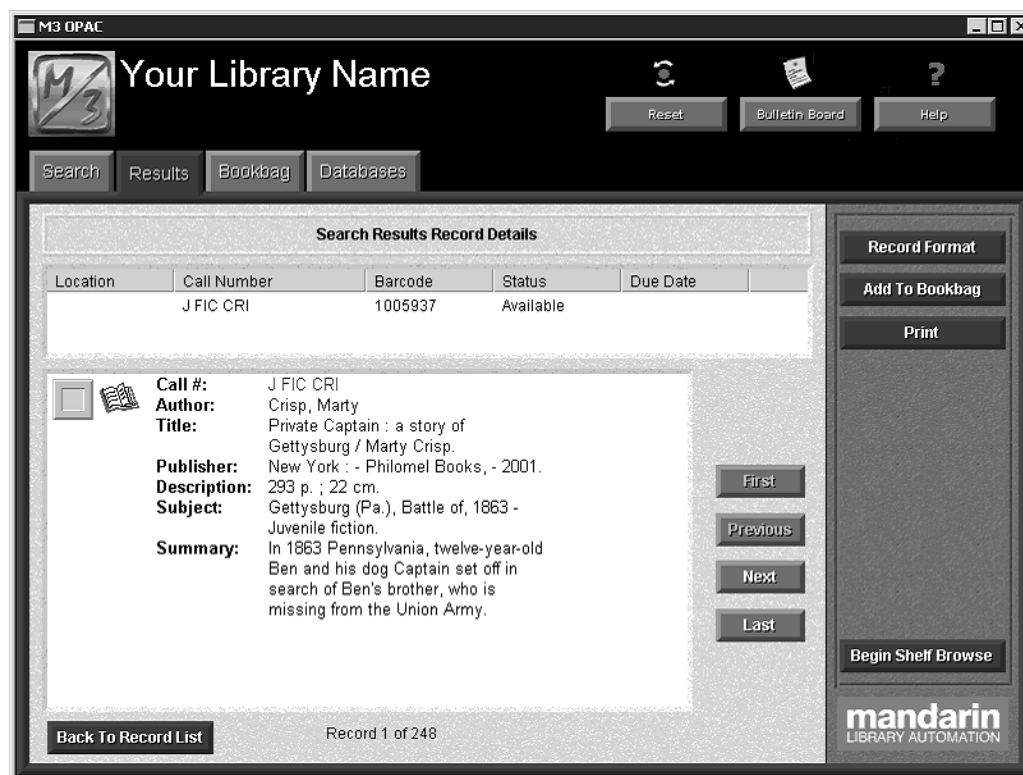 M3 OPAC
M/3
Your Library Name
?
Reset Bulletin Board Help
Search Results Bookbag Databases
Search Results Record Details
Location Call Number Barcode Status Due Date
J FIC CRI 1005937 Available
Call #: J FIC CRI
Author: Crisp, Marty
Title: Private Captain : a story of
Gettysburg / Marty Crisp.
Publisher: New York : - Philomel Books, - 2001.
Description: 293 p. ; 22 cm.
Subject: Gettysburg (Pa.), Battle of, 1863 -
Juvenile fiction.
Summary: In 1863 Pennsylvania, twelve-year-old
Ben and his dog Captain set off in
search of Ben's brother, who is
missing from the Union Army.
First
Previous
Next
Last
Back To Record List
Record 1 of 248
Record Format
Add To Bookbag
Print
Begin Shelf Browse
mandarin
LIBRARY AUTOMATION